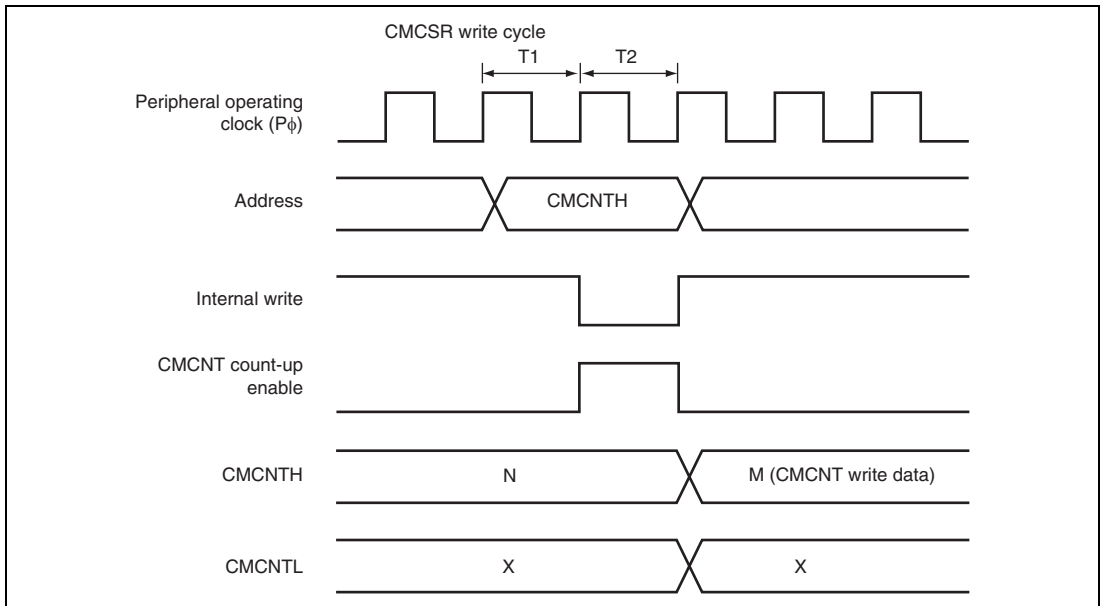 CMCSR write cycle
T1 T2
Peripheral operating
clock (Pϕ)
Address CMCNTH
Internal write
CMCNT count-up
enable
CMCNTH N M (CMCNT write data)
CMCNTL X X